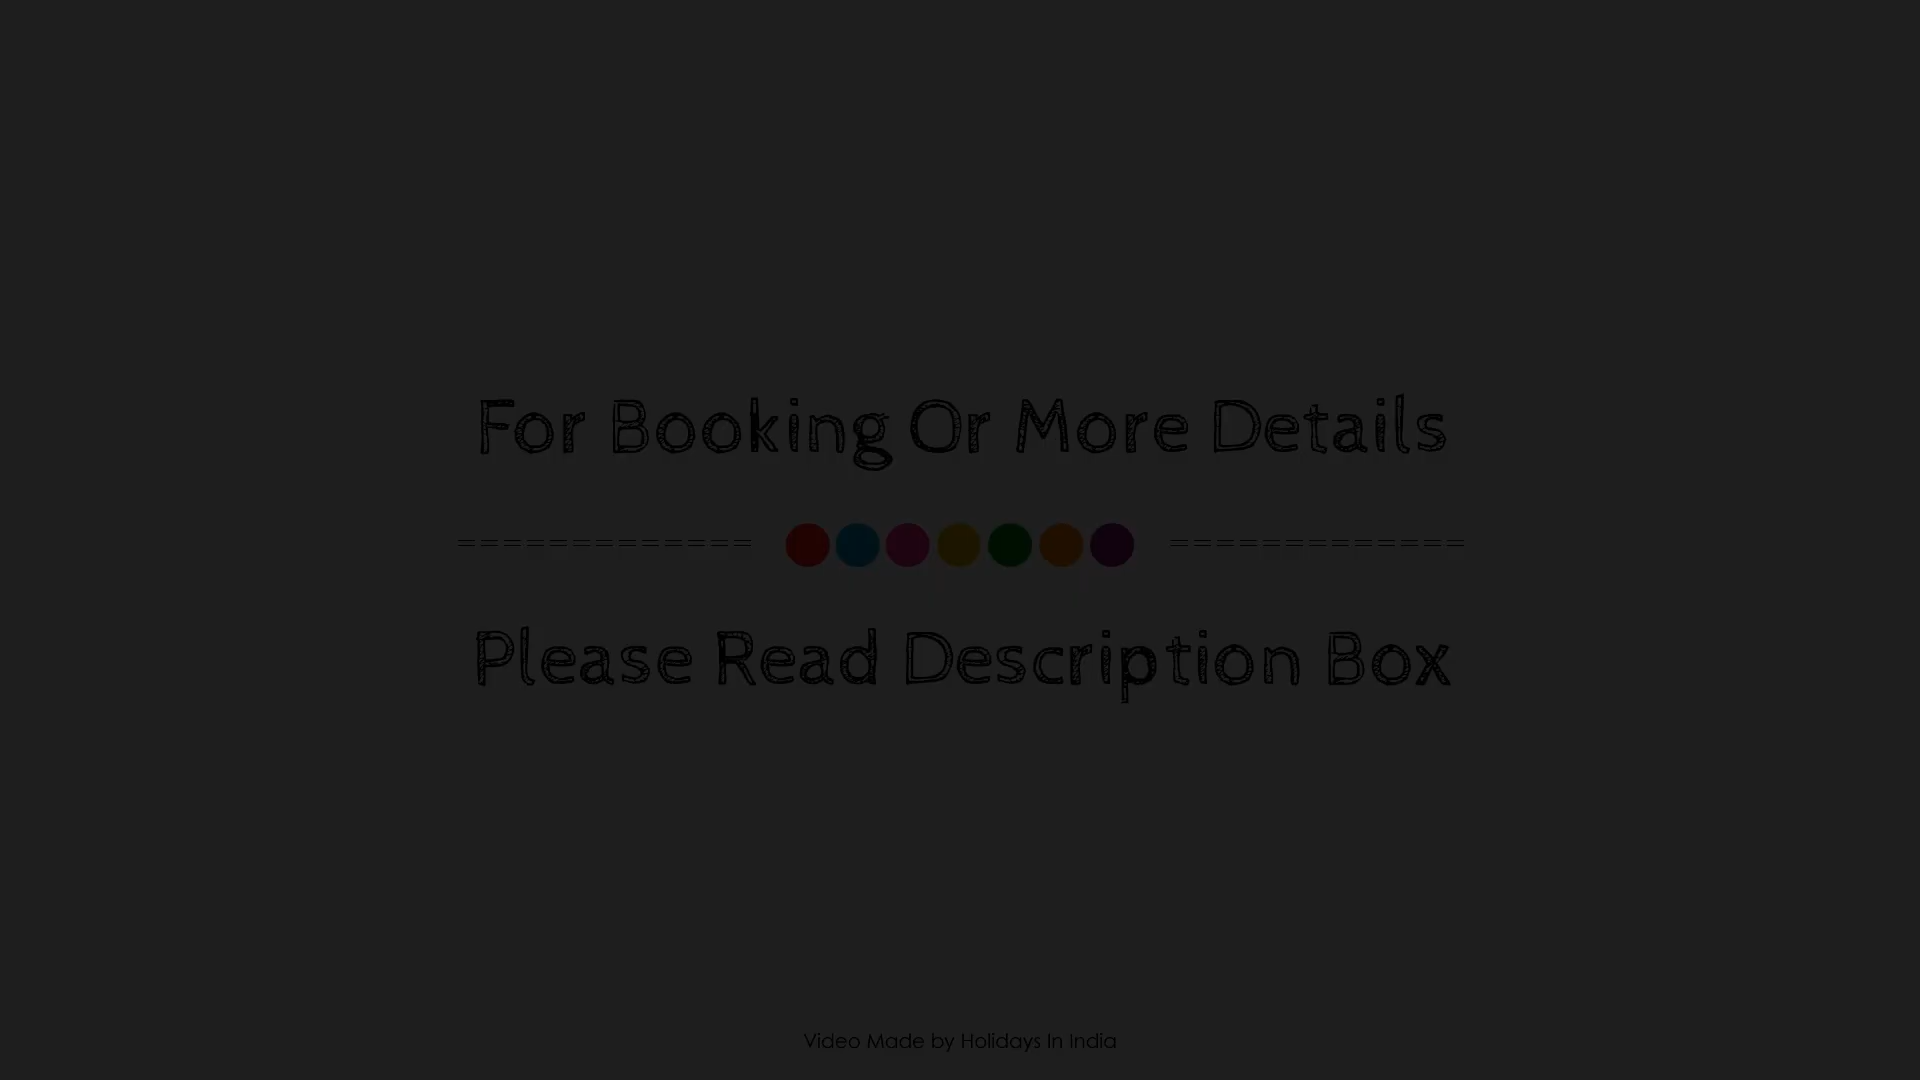 For Booking Or More Details
============= =============
Please Read Description Box
Video Made by Holidays In India